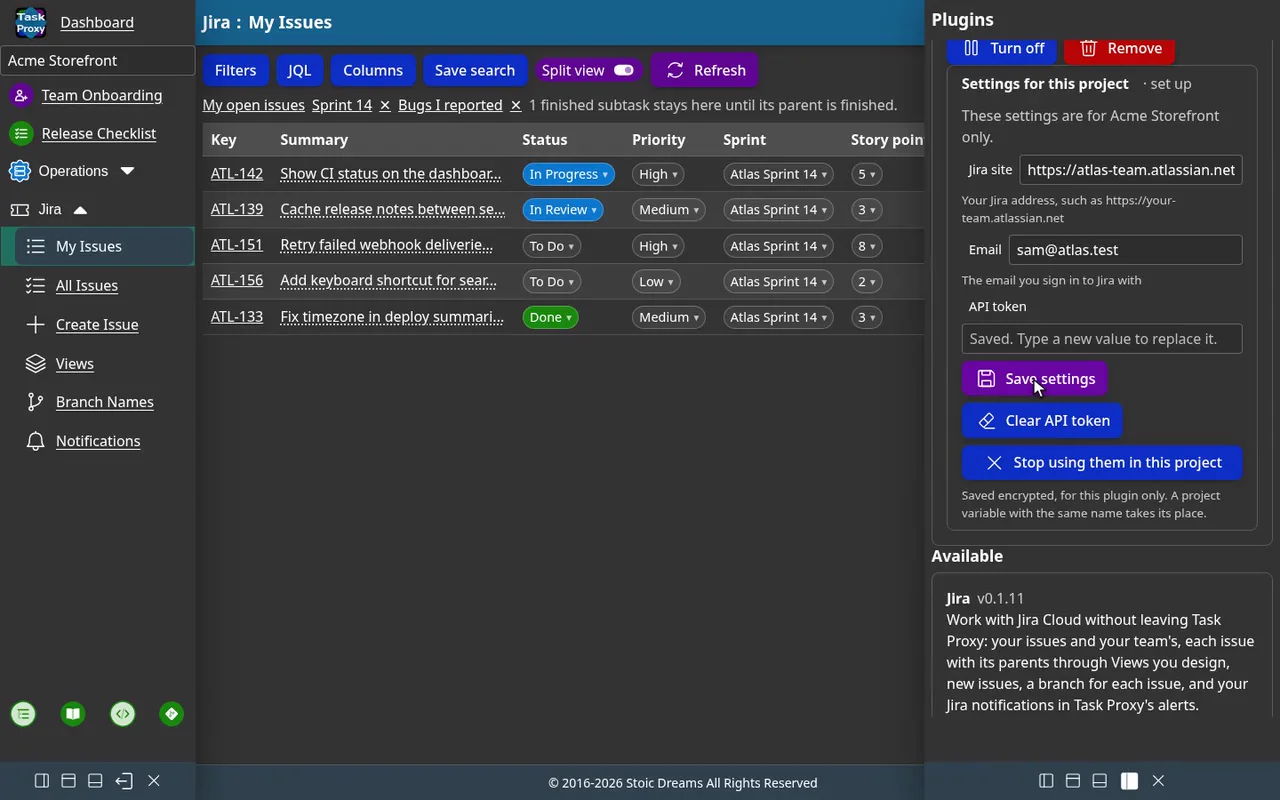 Task Proxy
Dashboard
Acme Storefront
Team Onboarding
Release Checklist
Operations
Jira
My Issues
All Issues
Create Issue
Views
Branch Names
Notifications
Jira : My Issues
Filters
JQL
Columns
Save search
Split view
Refresh
My open issues
Sprint 14 ×
Bugs I reported ×
1 finished subtask stays here until its parent is finished.
Key Summary Status Priority Sprint Story poin
ATL-142 Show CI status on the dashboar... In Progress High Atlas Sprint 14 5
ATL-139 Cache release notes between se... In Review Medium Atlas Sprint 14 3
ATL-151 Retry failed webhook deliverie... To Do High Atlas Sprint 14 8
ATL-156 Add keyboard shortcut for sear... To Do Low Atlas Sprint 14 2
ATL-133 Fix timezone in deploy summari... Done Medium Atlas Sprint 14 3
© 2016-2026 Stoic Dreams All Rights Reserved
Plugins
Turn off
Remove
Settings for this project · set up
These settings are for Acme Storefront
only.
Jira site https://atlas-team.atlassian.net
Your Jira address, such as https://your-
team.atlassian.net
Email sam@atlas.test
The email you sign in to Jira with
API token
Saved. Type a new value to replace it.
Save settings
Clear API token
Stop using them in this project
Saved encrypted, for this plugin only. A project
variable with the same name takes its place.
Available
Jira v0.1.11
Work with Jira Cloud without leaving Task
Proxy: your issues and your team's, each issue
with its parents through Views you design,
new issues, a branch for each issue, and your
Jira notifications in Task Proxy's alerts.